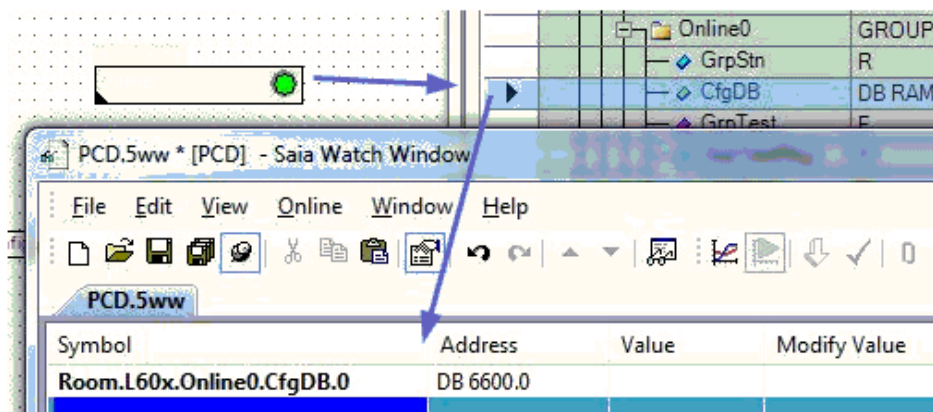 Online0 GROUP
GrpStn R
CfgDB DB RAM
GrpTest F
PCD.5ww * [PCD] - Saia Watch Window
File Edit View Online Window Help
PCD.5ww
Symbol Address Value Modify Value
Room.L60x.Online0.CfgDB.0 DB 6600.0